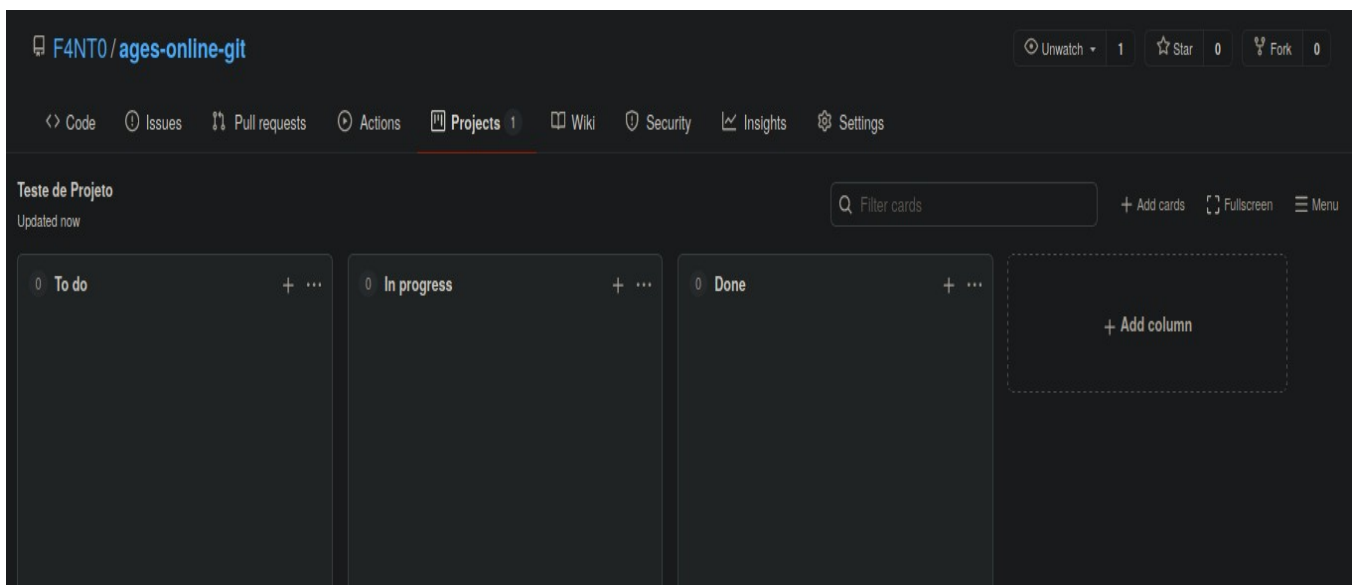 F4NT0/ages-online-git
Unwatch 1 Star 0 Fork 0
Code Issues Pull requests Actions Projects 1 Wiki Security Insights Settings
Teste de Projeto
Updated now
Filter cards
+ Add cards Fullscreen Menu
0 To do + ...
0 In progress + ...
0 Done + ...
+ Add column